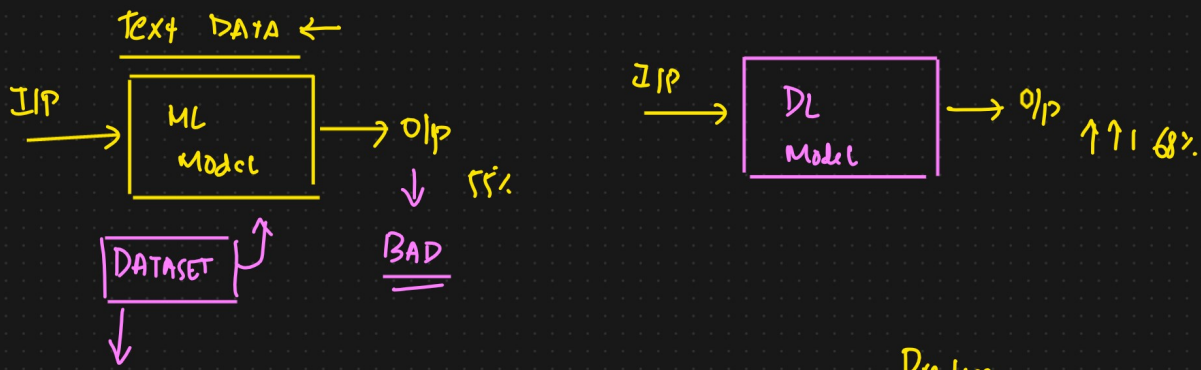 Text DATA ←
I/P → ML Model → O/P
55%
BAD
DATASET
I/P → DL Model → O/P ↑↑↑ 68%